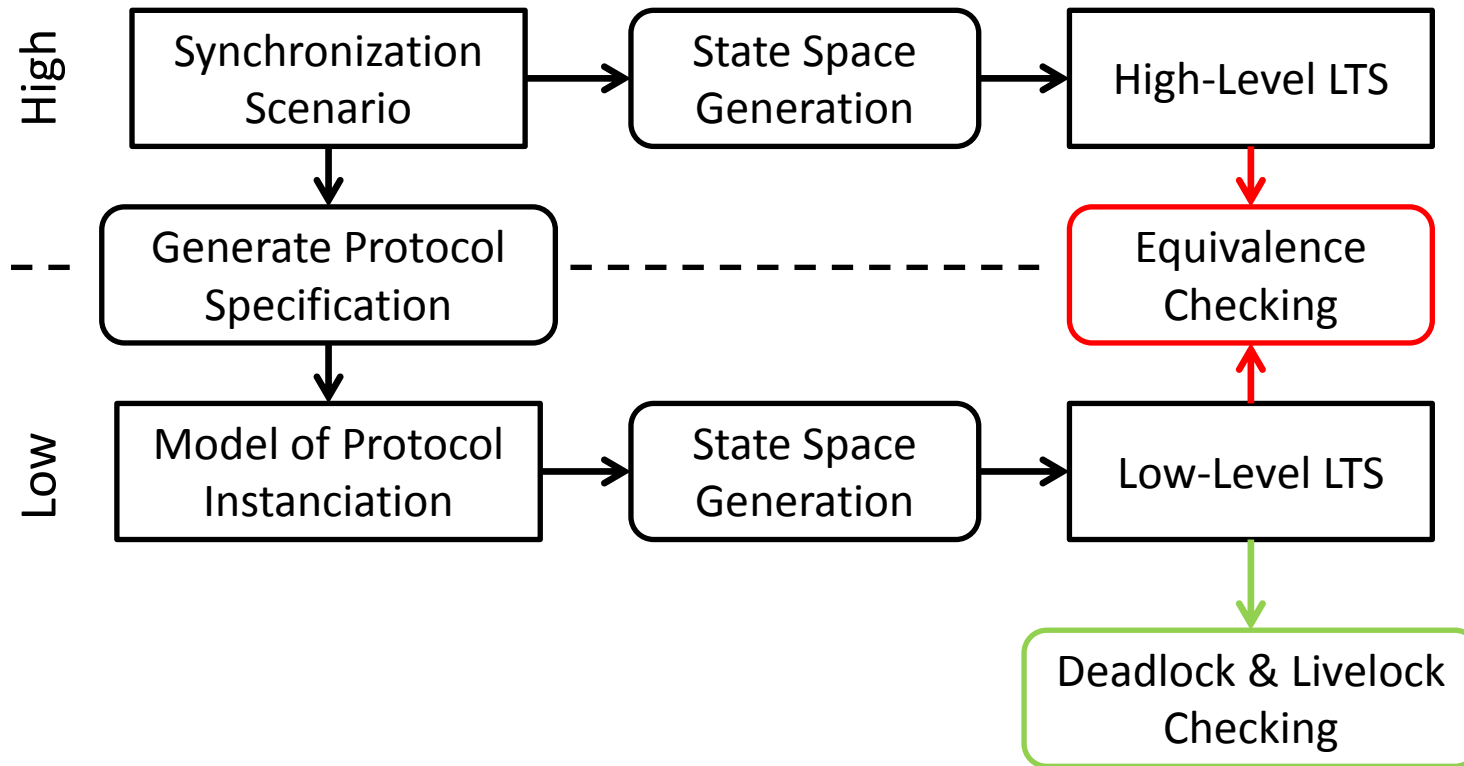 High
Synchronization
Scenario
State Space
Generation
High-Level LTS
Generate Protocol
Specification
Equivalence
Checking
Low
Model of Protocol
Instanciation
State Space
Generation
Low-Level LTS
Deadlock & Livelock
Checking